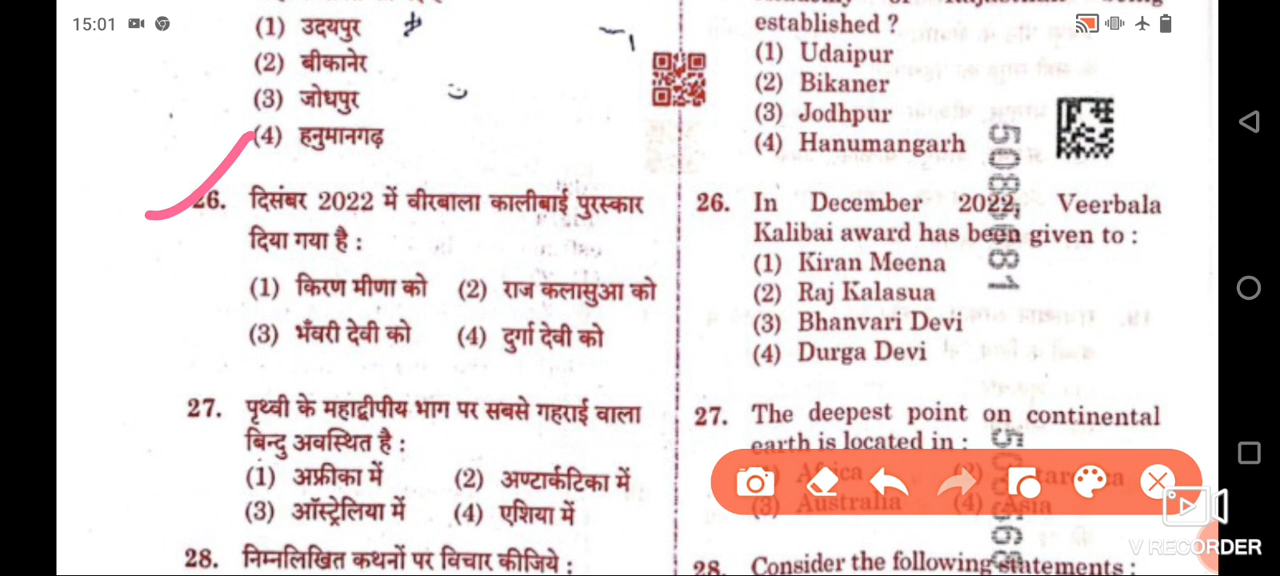 15:01
(1) उदयपुर
(2) बीकानेर
(3) जोधपुर
(4) हनुमानगढ़
26. दिसंबर 2022 में वीरबाला कालीबाई पुरस्कार
दिया गया है :
(1) किरण मीणा को (2) राज कलासुआ को
(3) भँवरी देवी को (4) दुर्गा देवी को
27. पृथ्वी के महाद्वीपीय भाग पर सबसे गहराई वाला
बिन्दु अवस्थित है :
(1) अफ्रीका में (2) अण्टार्कटिका में
(3) ऑस्ट्रेलिया में (4) एशिया में
28. निम्नलिखित कथनों पर विचार कीजिये :
established ?
(1) Udaipur
(2) Bikaner
(3) Jodhpur
(4) Hanumangarh
26. In December 2022, Veerbala
Kalibai award has been given to :
(1) Kiran Meena
(2) Raj Kalasua
(3) Bhanvari Devi
(4) Durga Devi
27. The deepest point on continental
earth is located in :
(3) Australia (4) Asia
28. Consider the following statements :
V RECORDER